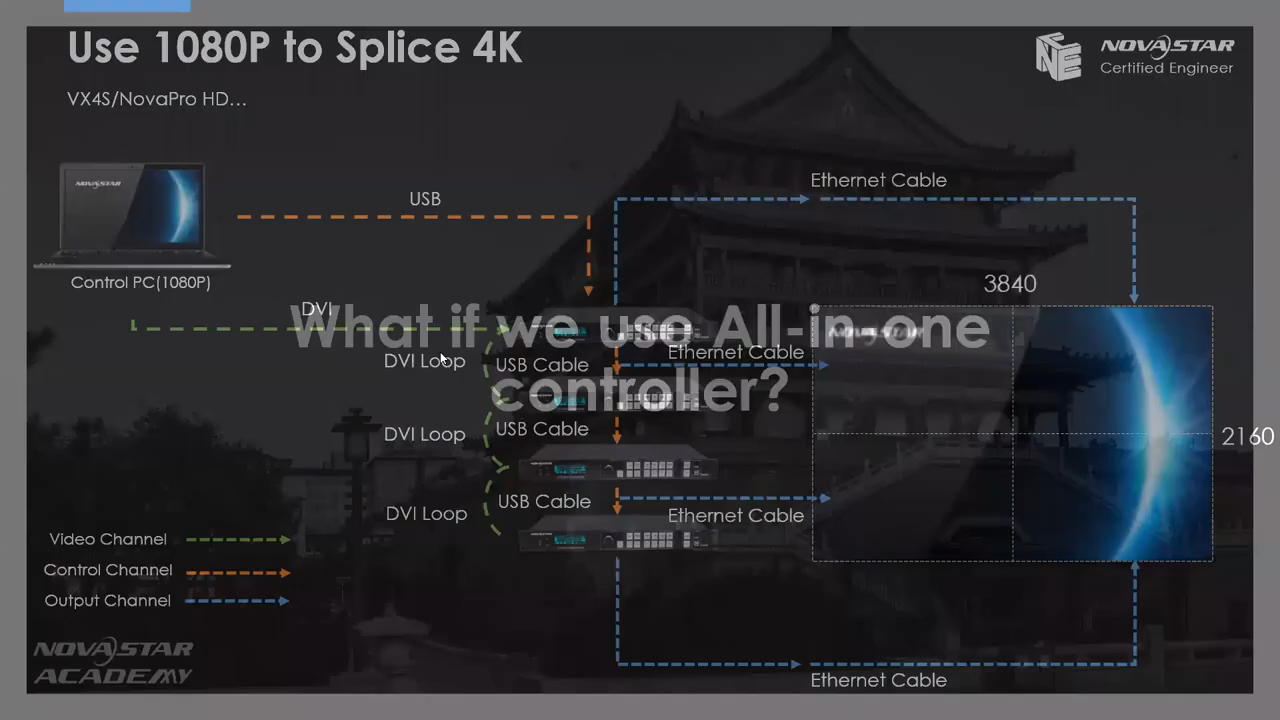 Use 1080P to Splice 4K
NOVASTAR
Certified Engineer
VX4S/NovaPro HD...
Ethernet Cable
NOVASTAR
USB
Control PC(1080P)
3840
DVI
What if we use All-in-one
controller?
NOVASTAR
DVI Loop
USB Cable
Ethernet Cable
DVI Loop
USB Cable
2160
DVI Loop
USB Cable
Ethernet Cable
Video Channel
Control Channel
Output Channel
NOVASTAR
ACADEMY
Ethernet Cable